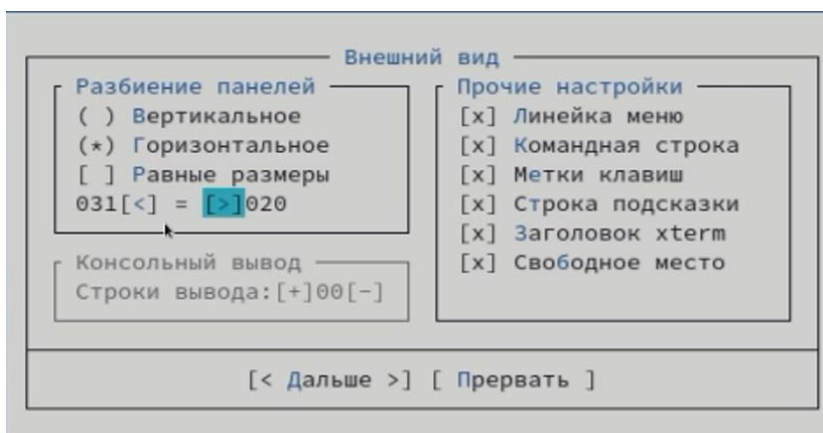 Внешний вид
Разбиение панелей
( ) Вертикальное
(*) Горизонтальное
[ ] Равные размеры
031[<] = [>]020
Консольный вывод
Строки вывода:[+]00[-]
Прочие настройки
[x] Линейка меню
[x] Командная строка
[x] Метки клавиш
[x] Строка подсказки
[x] Заголовок xterm
[x] Свободное место
[< Дальше >] [ Прервать ]